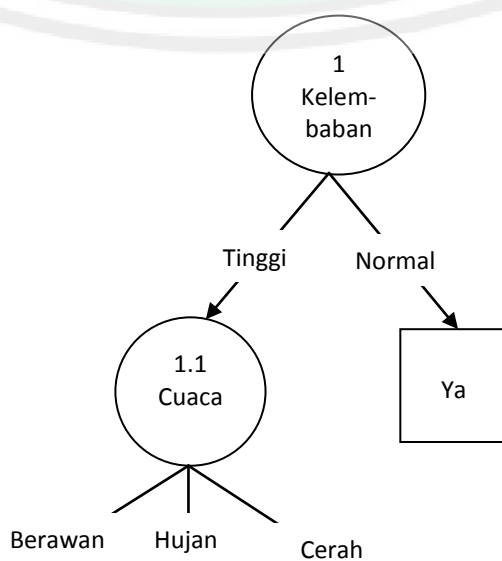 1
Kelem-
baban
Tinggi
Normal
1.1
Cuaca
Ya
Berawan
Hujan
Cerah